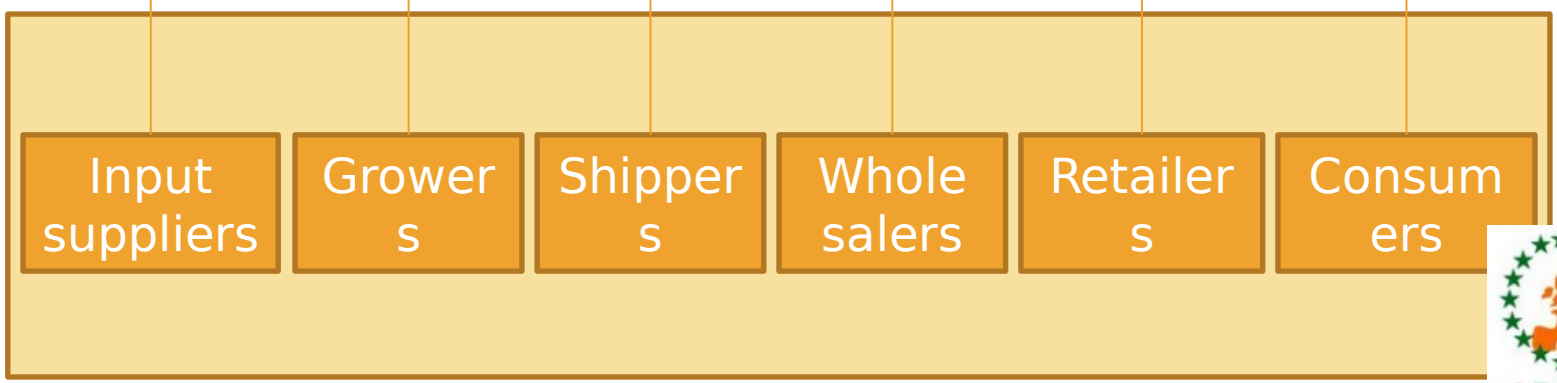 Input
suppliers
Grower
s
Shipper
s
Whole
salers
Retailer
s
Consum
ers